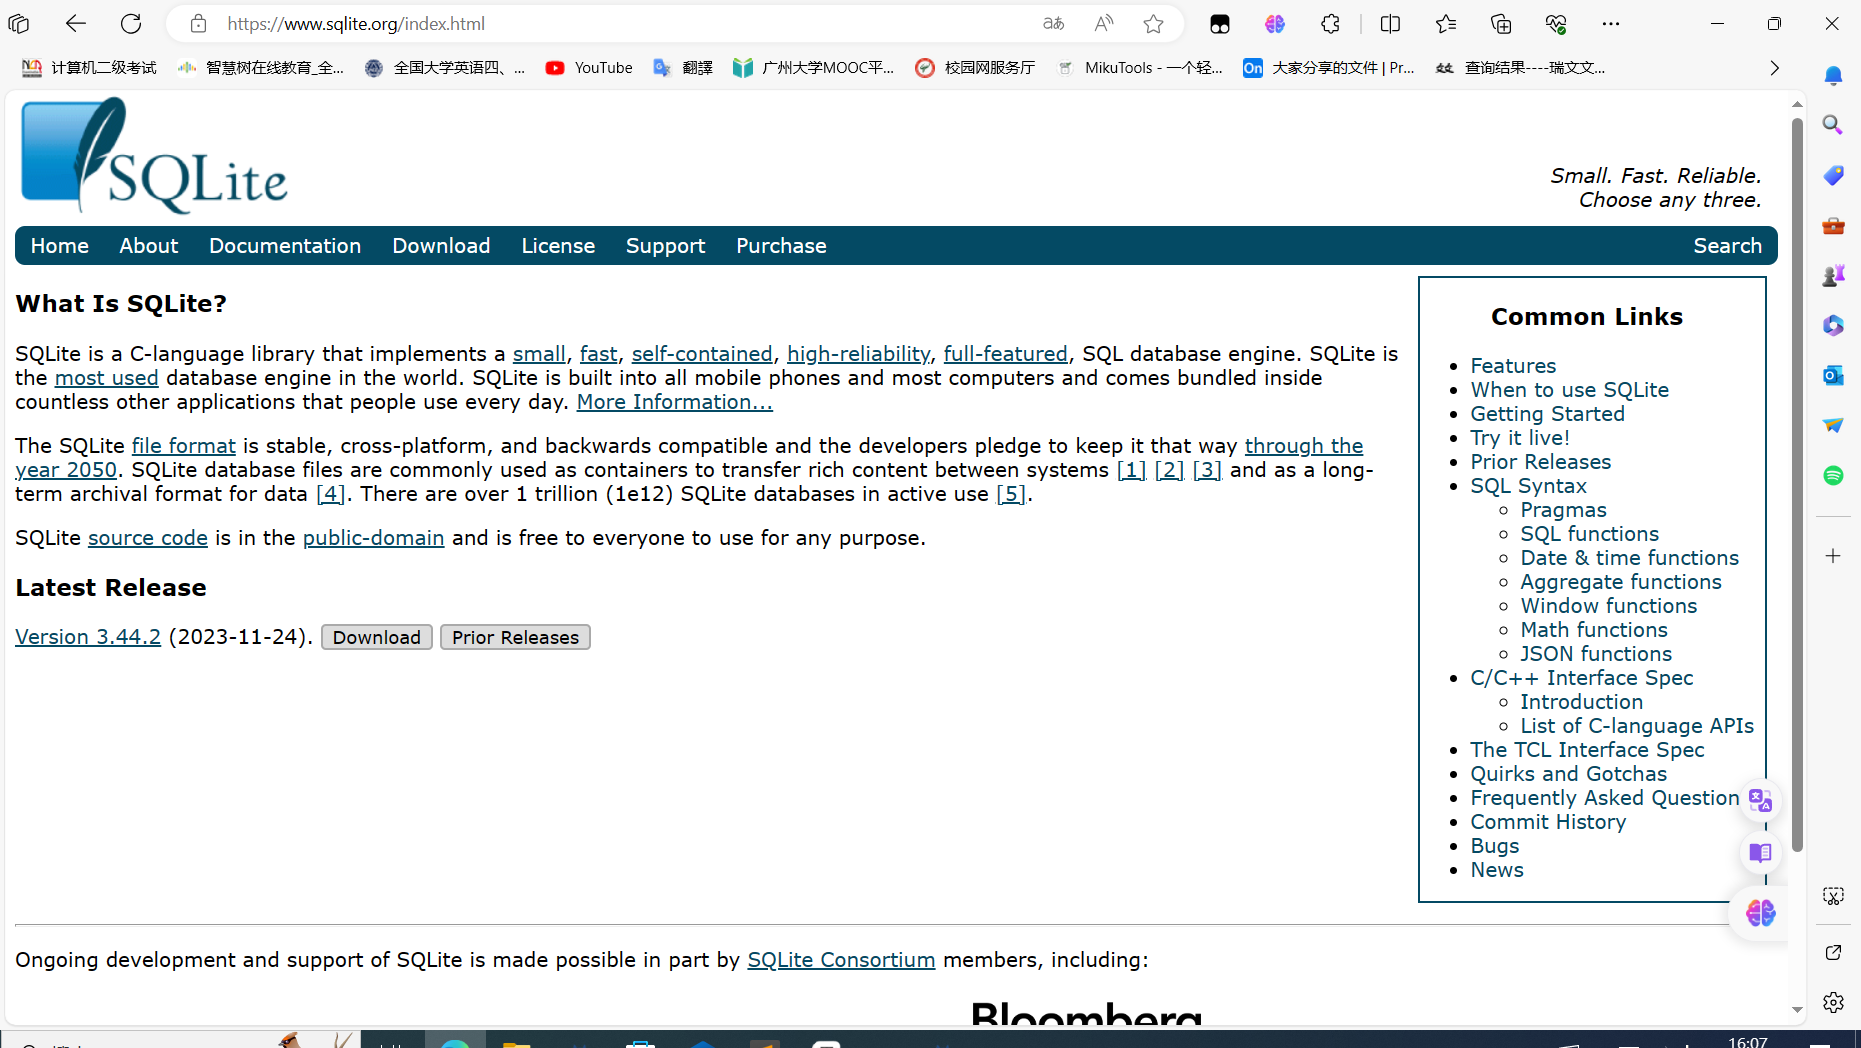 https://www.sqlite.org/index.html
aあ
计算机二级考试
智慧树在线教育_全...
全国大学英语四、...
YouTube
翻譯
广州大学MOOC平...
校园网服务厅
MikuTools - 一个轻...
On
大家分享的文件 | Pr...
查询结果----瑞文文...
SQLite
Small. Fast. Reliable.
Choose any three.
Home About Documentation Download License Support Purchase Search
What Is SQLite?
SQLite is a C-language library that implements a small, fast, self-contained, high-reliability, full-featured, SQL database engine. SQLite is
the most used database engine in the world. SQLite is built into all mobile phones and most computers and comes bundled inside
countless other applications that people use every day. More Information...
The SQLite file format is stable, cross-platform, and backwards compatible and the developers pledge to keep it that way through the
year 2050. SQLite database files are commonly used as containers to transfer rich content between systems [1] [2] [3] and as a long-
term archival format for data [4]. There are over 1 trillion (1e12) SQLite databases in active use [5].
SQLite source code is in the public-domain and is free to everyone to use for any purpose.
Latest Release
Version 3.44.2 (2023-11-24). Download Prior Releases
Common Links
Features
When to use SQLite
Getting Started
Try it live!
Prior Releases
SQL Syntax
Pragmas
SQL functions
Date & time functions
Aggregate functions
Window functions
Math functions
JSON functions
C/C++ Interface Spec
Introduction
List of C-language APIs
The TCL Interface Spec
Quirks and Gotchas
Frequently Asked Question
Commit History
Bugs
News
Ongoing development and support of SQLite is made possible in part by SQLite Consortium members, including:
Bloomberg
16:07